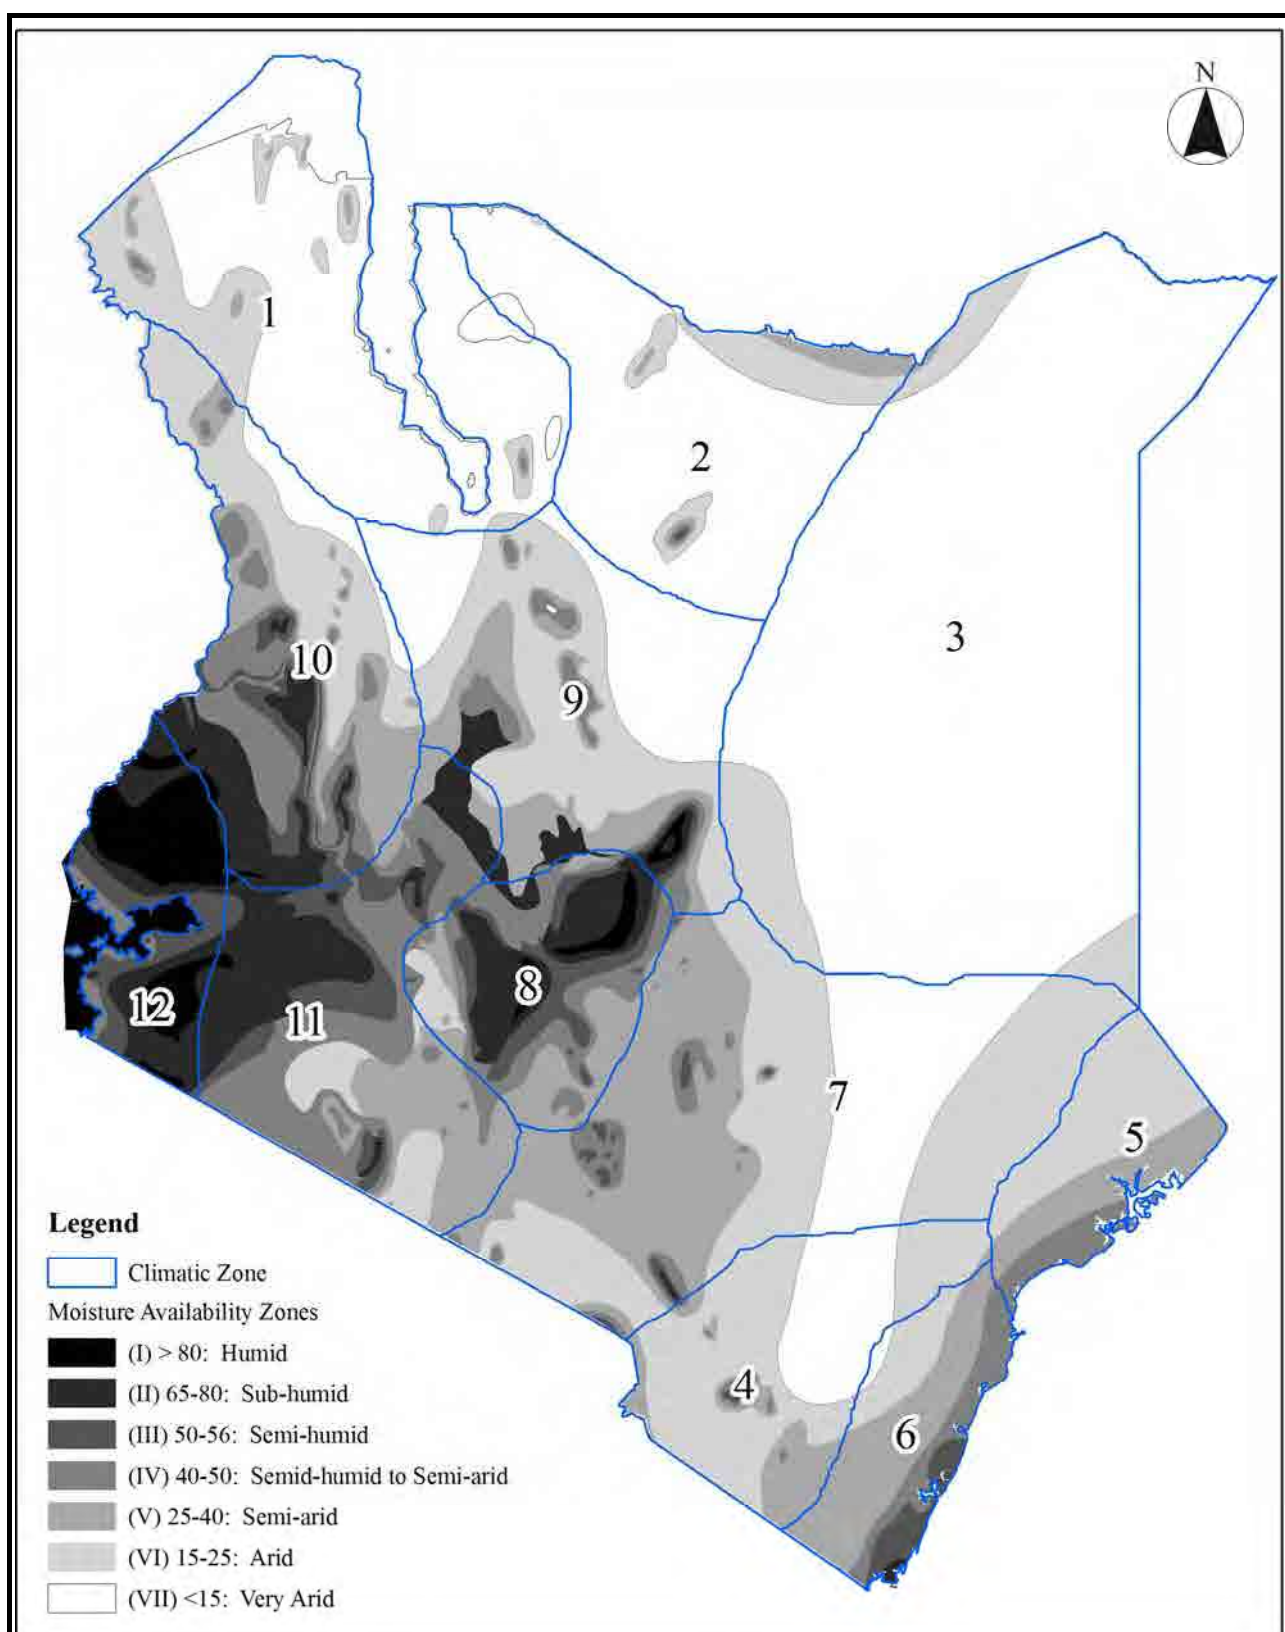 N
1
2
3
10
9
8
12
11
7
5
4
6
Legend
Climatic Zone
Moisture Availability Zones
(I) > 80: Humid
(II) 65-80: Sub-humid
(III) 50-56: Semi-humid
(IV) 40-50: Semid-humid to Semi-arid
(V) 25-40: Semi-arid
(VI) 15-25: Arid
(VII) <15: Very Arid